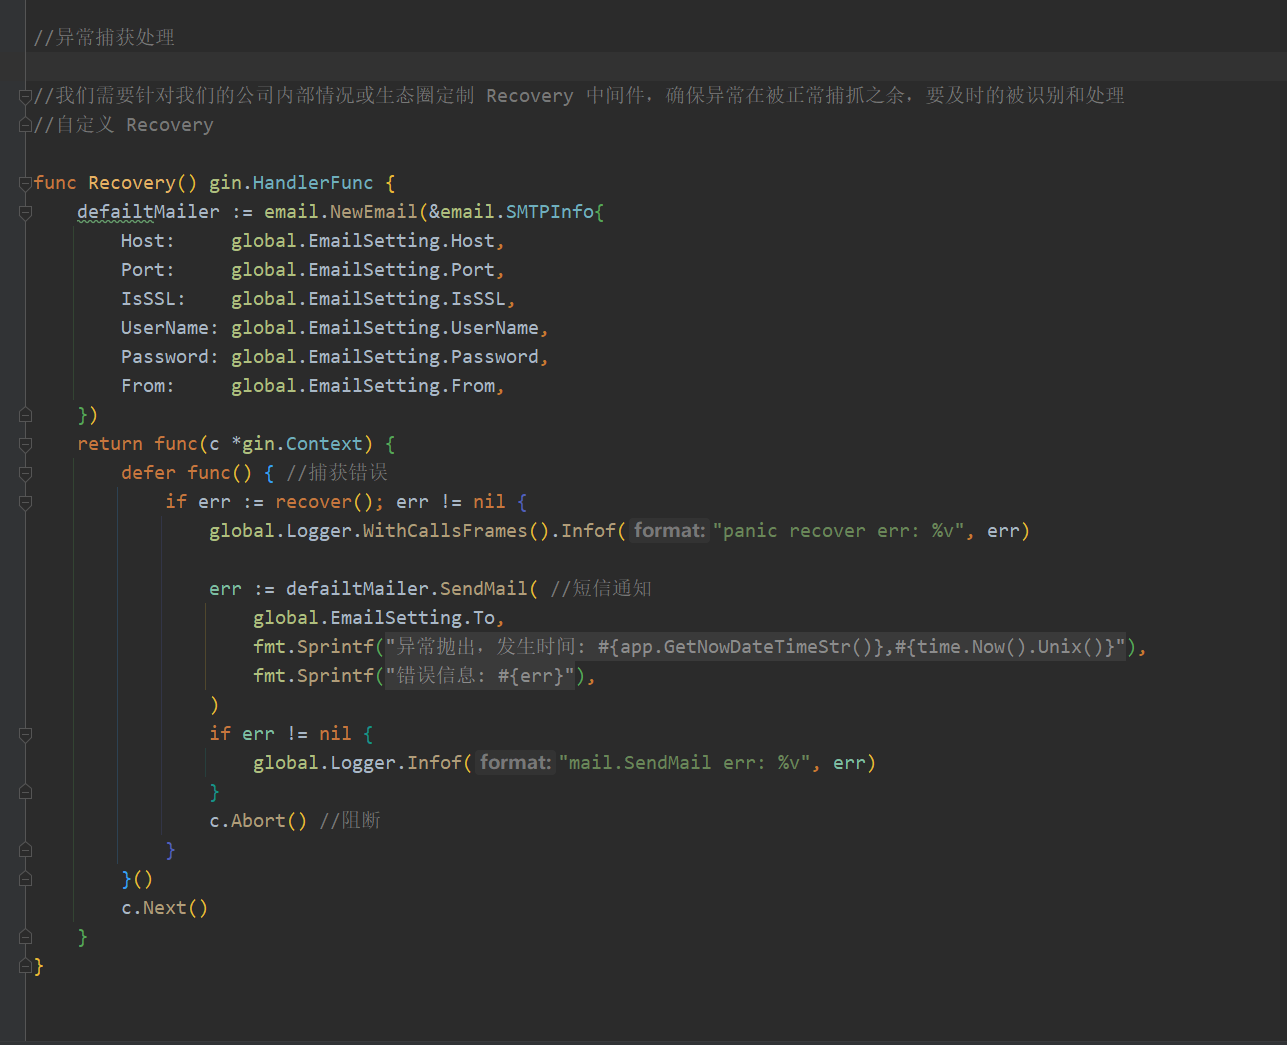 //异常捕获处理
//我们需要针对我们的公司内部情况或生态圈定制 Recovery 中间件，确保异常在被正常捕抓之余，要及时的被识别和处理
//自定义 Recovery
func Recovery() gin.HandlerFunc {
    defailtMailer := email.NewEmail(&email.SMTPInfo{
        Host:     global.EmailSetting.Host,
        Port:     global.EmailSetting.Port,
        IsSSL:    global.EmailSetting.IsSSL,
        UserName: global.EmailSetting.UserName,
        Password: global.EmailSetting.Password,
        From:     global.EmailSetting.From,
    })
    return func(c *gin.Context) {
        defer func() { //捕获错误
            if err := recover(); err != nil {
                global.Logger.WithCallsFrames().Infof( format: "panic recover err: %v", err)
                err := defailtMailer.SendMail( //短信通知
                    global.EmailSetting.To,
                    fmt.Sprintf("异常抛出，发生时间: #{app.GetNowDateTimeStr()},#{time.Now().Unix()}"),
                    fmt.Sprintf("错误信息: #{err}"),
                )
                if err != nil {
                    global.Logger.Infof( format: "mail.SendMail err: %v", err)
                }
                c.Abort() //阻断
            }
        }()
        c.Next()
    }
}